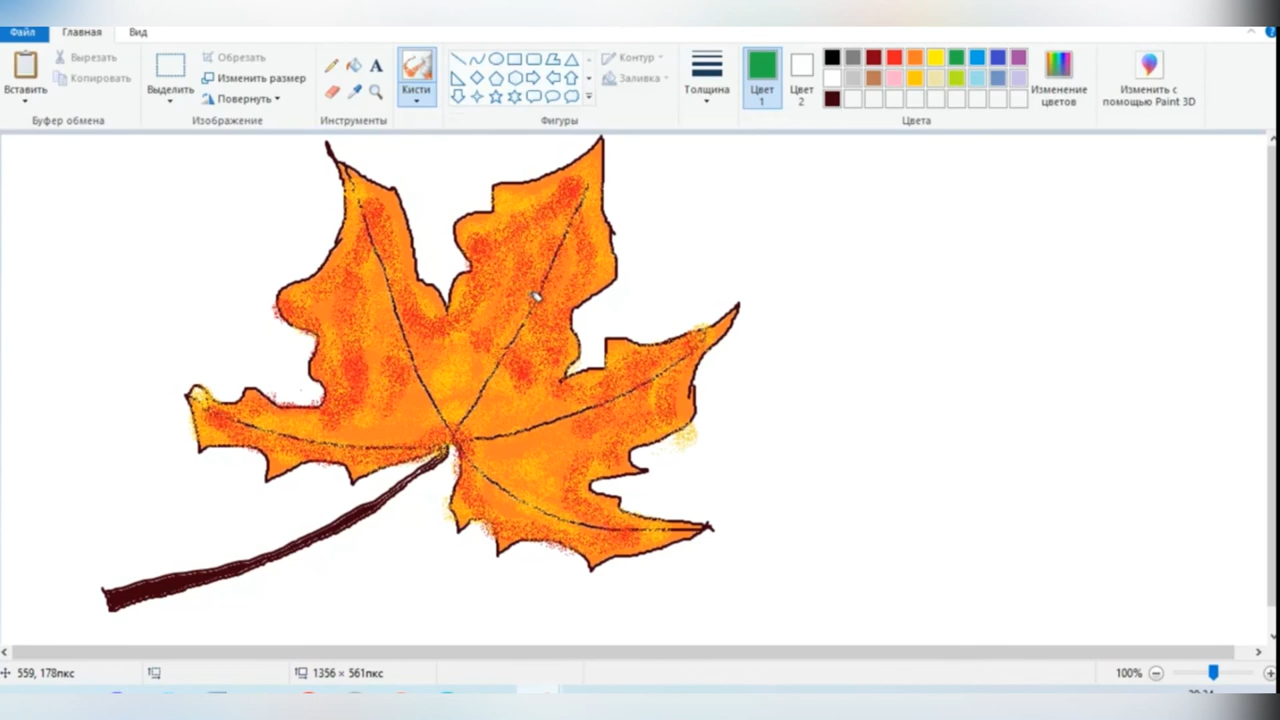 Файл Главная Вид
Вставить
Вырезать
Копировать
Буфер обмена
Выделить
Обрезать
Изменить размер
Повернуть
Изображение
A
Инструменты
Кисти
Контур
Заливка
Фигуры
Толщина
Цвет
1
Цвет
2
Изменение
цветов
Цвета
Изменить с
помощью Paint 3D
559, 178пкс
1356 × 561пкс
100%